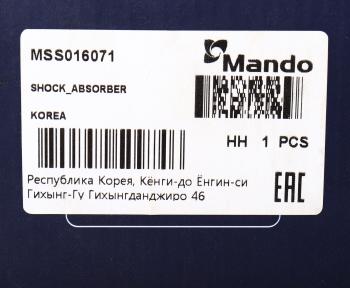 MSS016071
Mando
SHOCK_ABSORBER
KOREA
HH 1 PCS
Республика Корея, Кёнги-до Ёнгин-си
Гихынг-Гу Гихынгданджиро 46
EAC